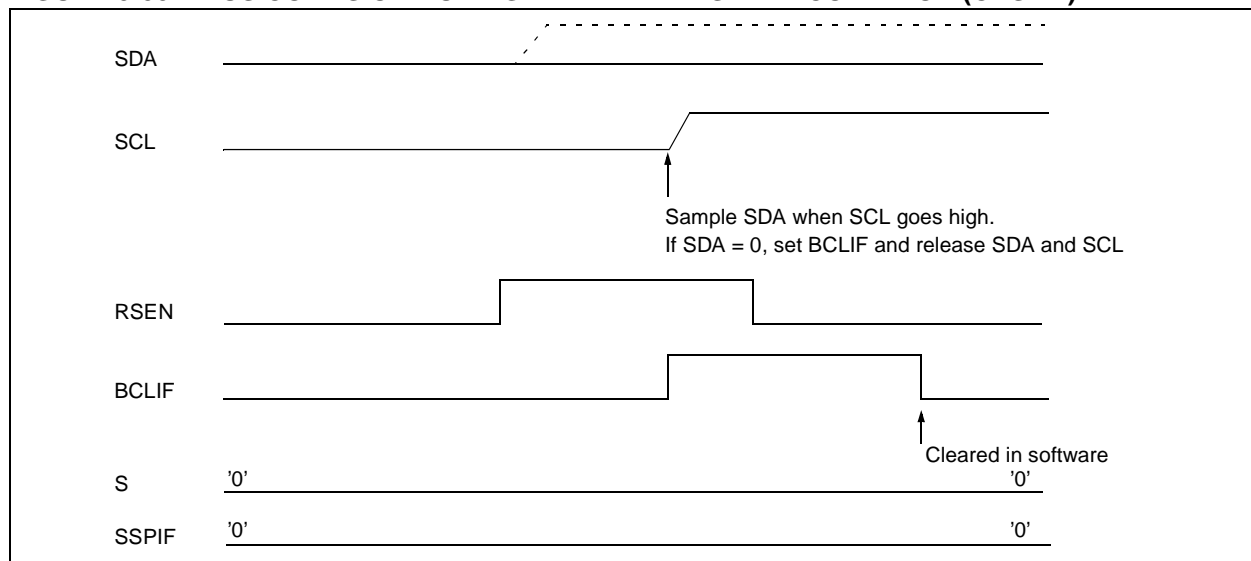 SDA
SCL
Sample SDA when SCL goes high.
If SDA = 0, set BCLIF and release SDA and SCL
RSEN
BCLIF
Cleared in software
S '0' '0'
SSPIF '0' '0'